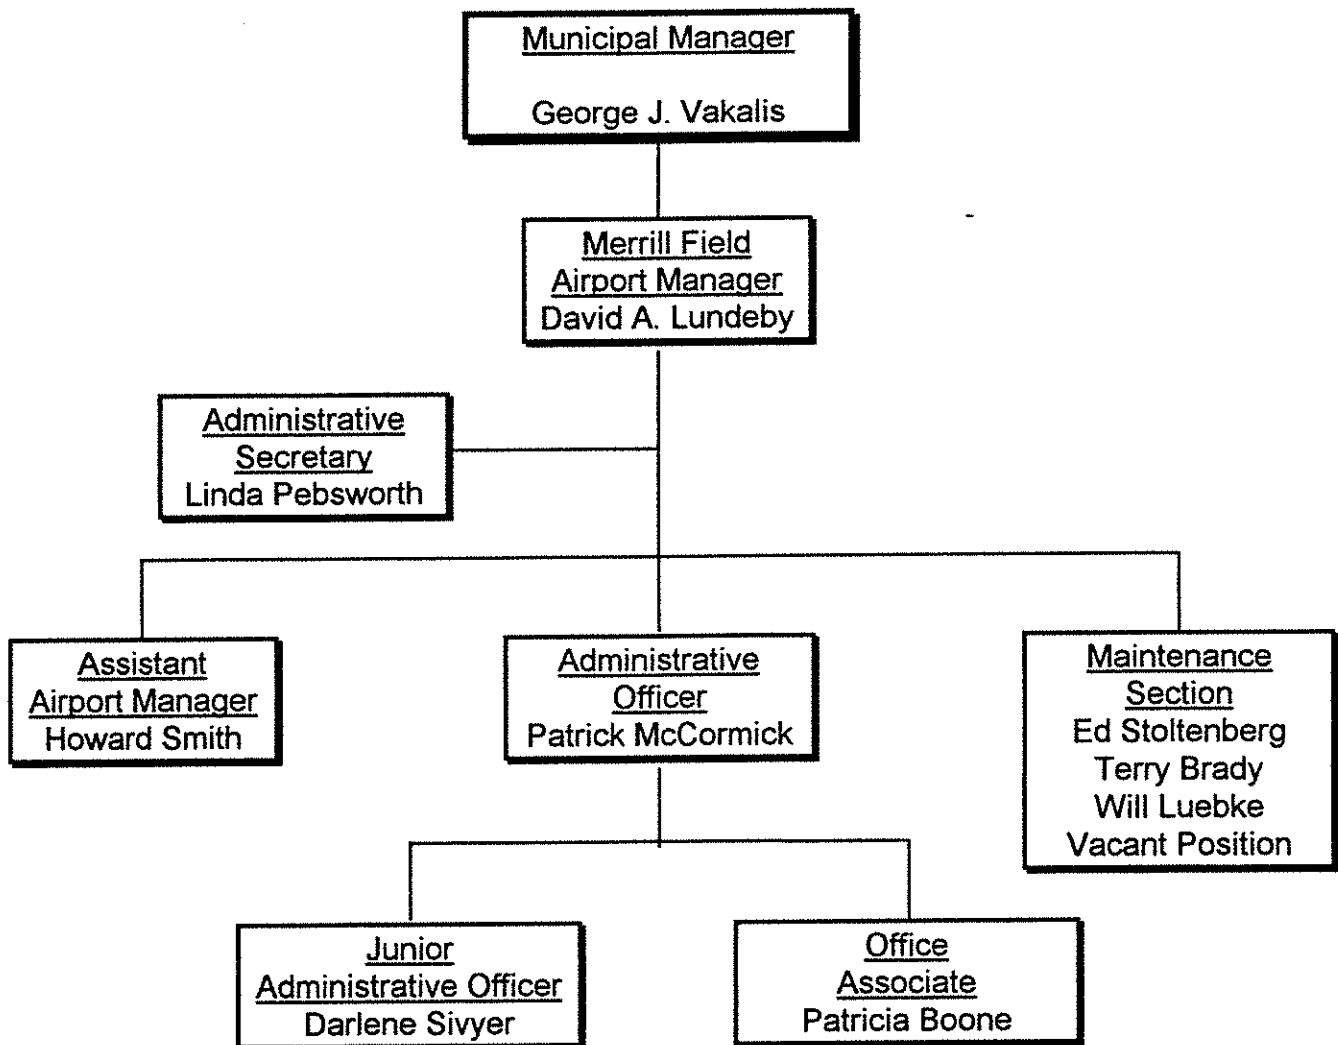 Municipal Manager
George J. Vakalis
Merrill Field
Airport Manager
David A. Lundeby
Administrative
Secretary
Linda Pebsworth
Assistant
Airport Manager
Howard Smith
Administrative
Officer
Patrick McCormick
Maintenance
Section
Ed Stoltenberg
Terry Brady
Will Luebke
Vacant Position
Junior
Administrative Officer
Darlene Sivyer
Office
Associate
Patricia Boone